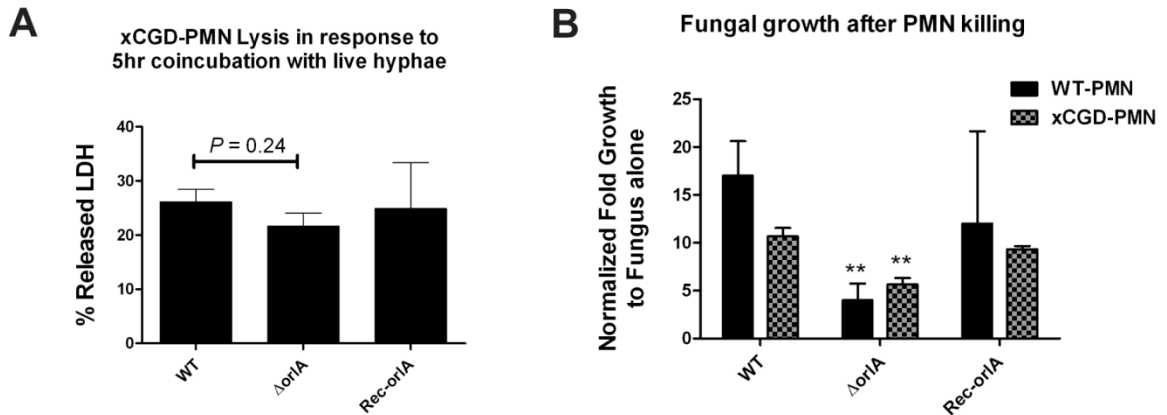 A
xCGD-PMN Lysis in response to
5hr coincubation with live hyphae
% Released LDH
40
30
20
10
0
P = 0.24
WT
ΔorlA
Rec-orlA
B
Fungal growth after PMN killing
Normalized Fold Growth
to Fungus alone
25
20
15
10
5
0
**
**
WT
ΔorlA
Rec-orlA
WT-PMN
xCGD-PMN